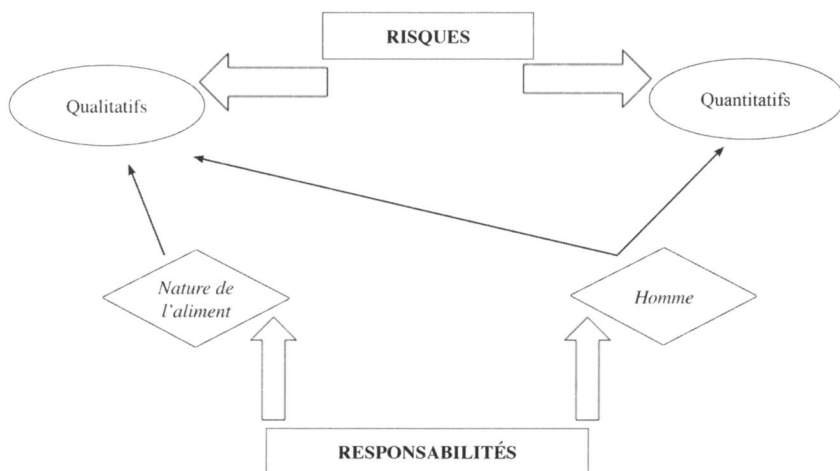 RISQUES
Qualitatifs
Quantitatifs
Nature de
l’aliment
Homme
RESPONSABILITÉS